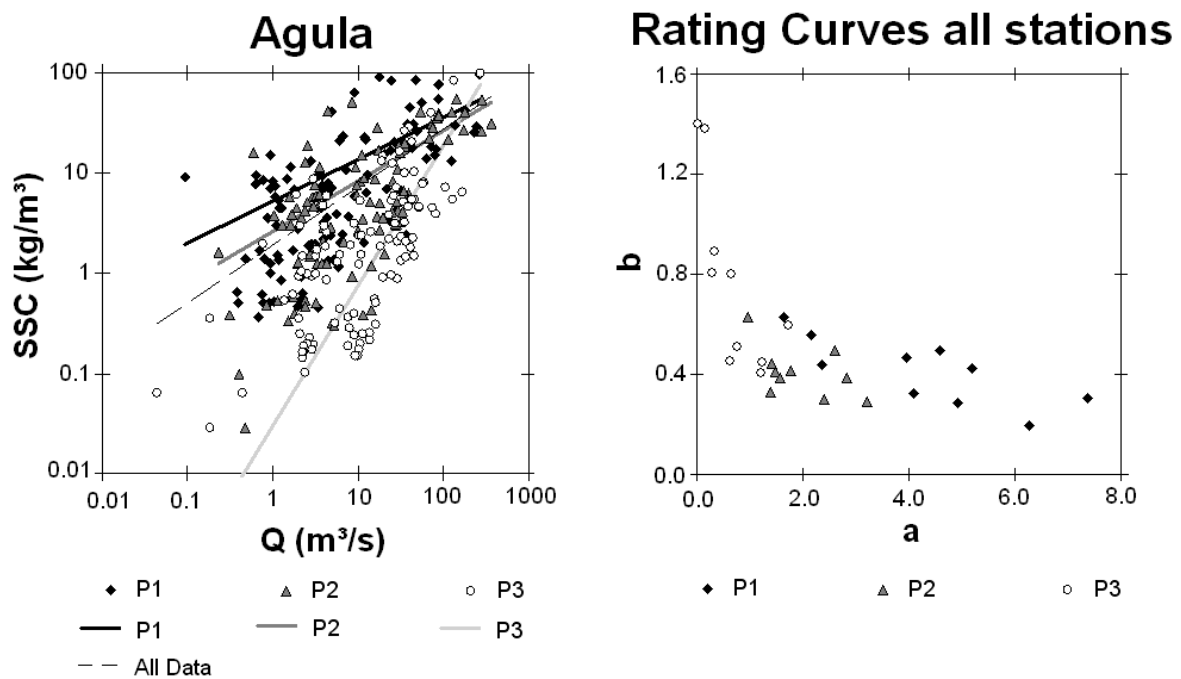 Agula
Rating Curves all stations
100
10
1
0.1
0.01
SSC (kg/m³)
0.01
0.1
1
10
100
1000
Q (m³/s)
P1
P2
P3
P1
P2
P3
All Data
1.6
1.2
0.8
0.4
0.0
b
0.0
2.0
4.0
6.0
8.0
a
P1
P2
P3